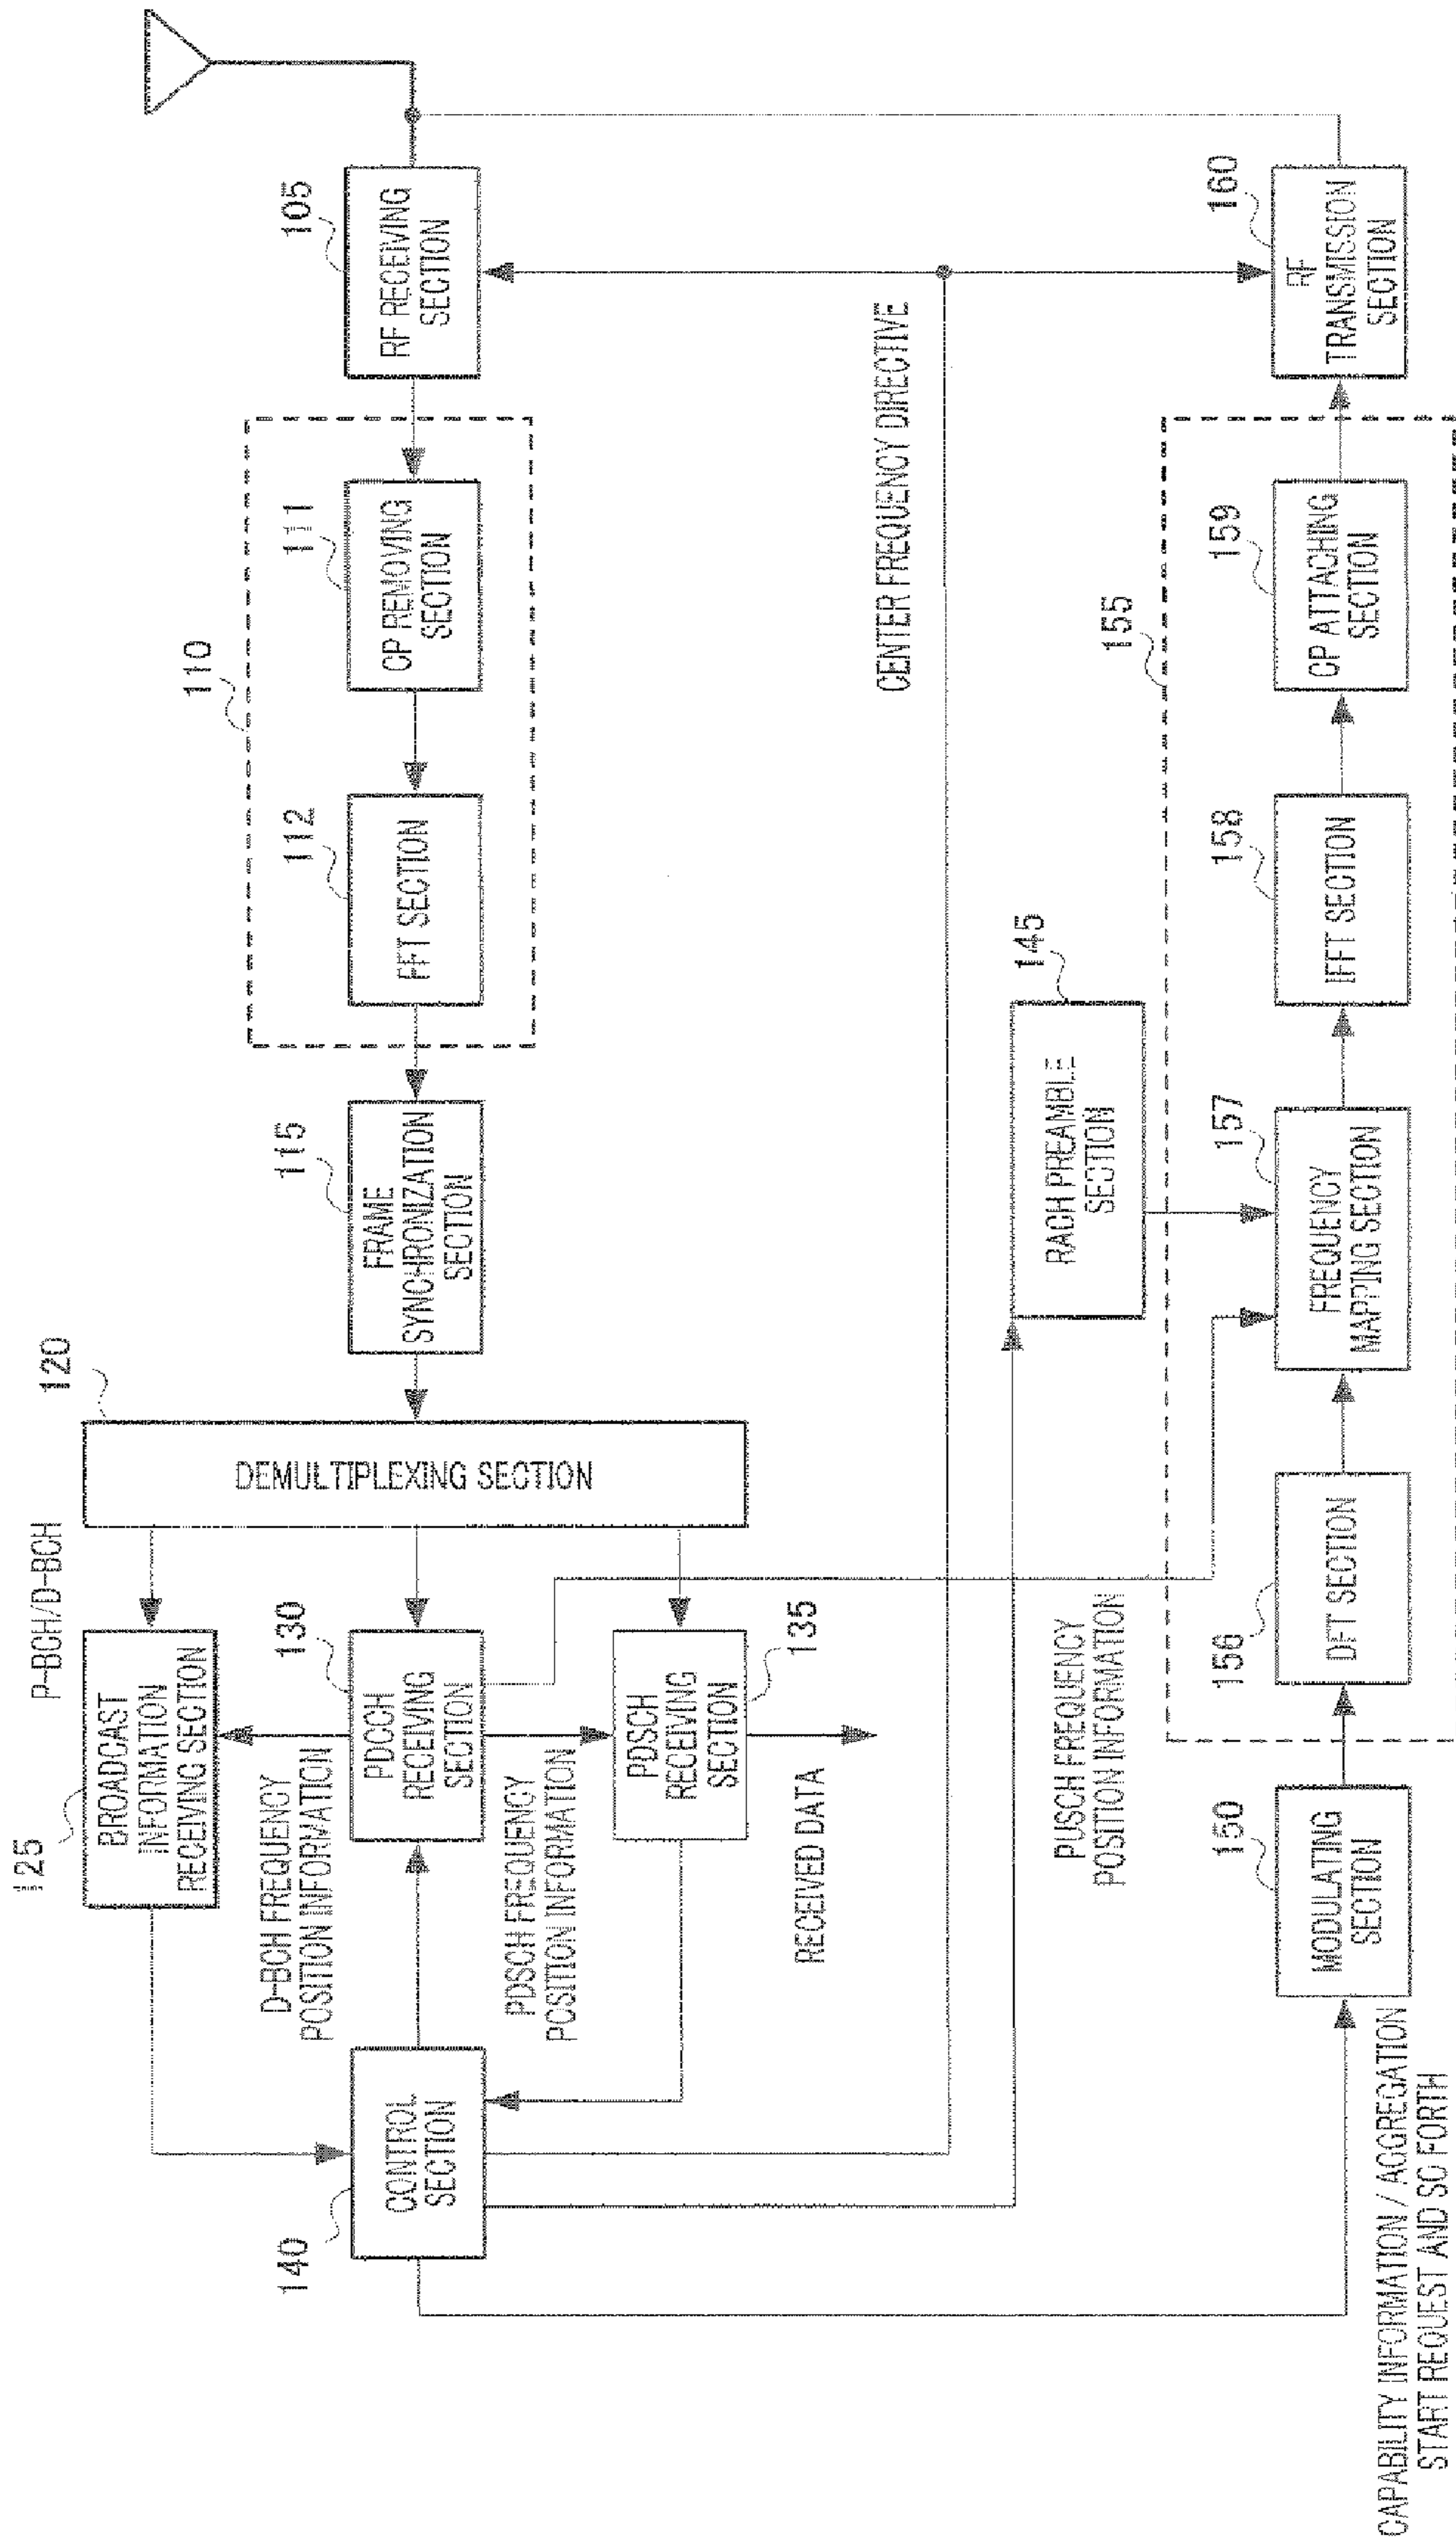 125
BROADCAST
INFORMATION
RECEIVING SECTION
P-BCH/D-BCH
120
DEMULTIPLEXING SECTION
115
FRAME
SYNCHRONIZATION
SECTION
110
112
FFT SECTION
111
CP REMOVING
SECTION
105
RF RECEIVING
SECTION
D-BCH FREQUENCY
POSITION INFORMATION
130
PDCCH
RECEIVING
SECTION
140
CONTROL
SECTION
PDSCH FREQUENCY
POSITION INFORMATION
135
PDSCH
RECEIVING
SECTION
RECEIVED DATA
CENTER FREQUENCY DIRECTIVE
145
RACH PREAMBLE
SECTION
PUSCH FREQUENCY
POSITION INFORMATION
155
150
MODULATING
SECTION
156
DFT SECTION
157
FREQUENCY
MAPPING SECTION
158
IFFT SECTION
159
CP ATTACHING
SECTION
160
RF
TRANSMISSION
SECTION
CAPABILITY INFORMATION / AGGREGATION
START REQUEST AND SO FORTH